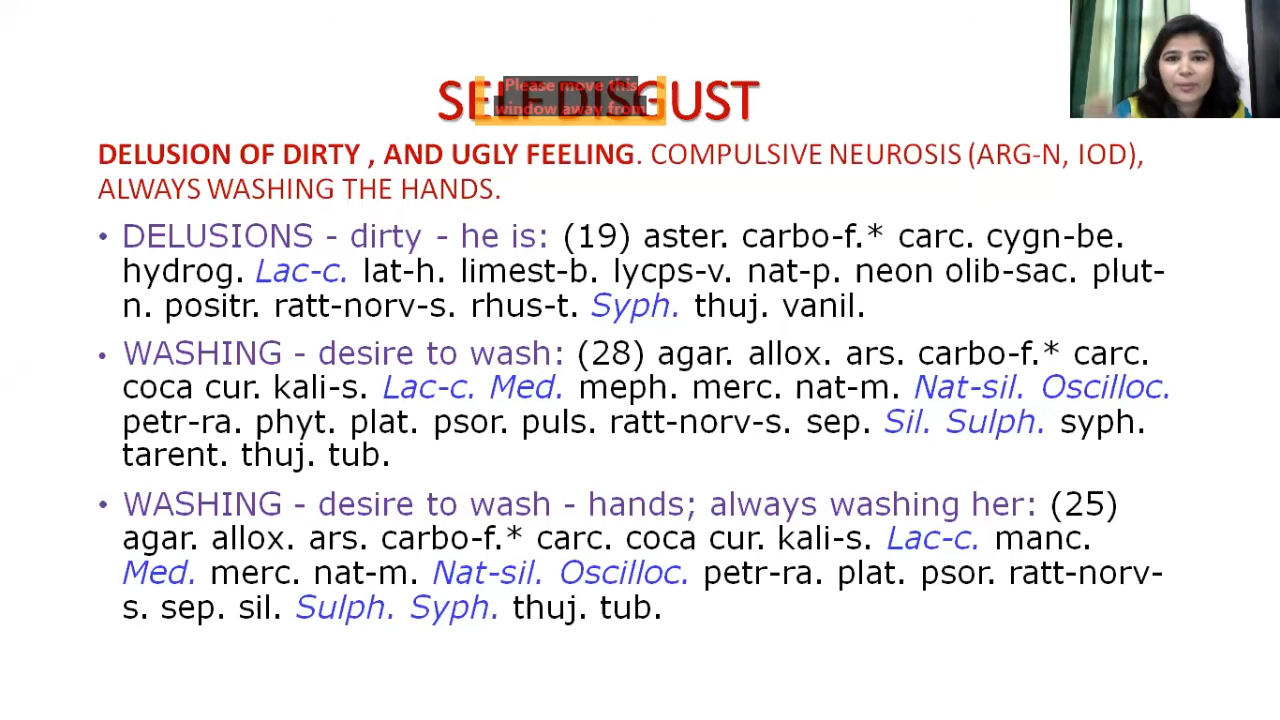 SELF DISGUST
Please move this
window away from
DELUSION OF DIRTY , AND UGLY FEELING. COMPULSIVE NEUROSIS (ARG-N, IOD),
ALWAYS WASHING THE HANDS.
• DELUSIONS - dirty - he is: (19) aster. carbo-f.* carc. cygn-be.
hydrog. Lac-c. lat-h. limest-b. lycps-v. nat-p. neon olib-sac. plut-
n. positr. ratt-norv-s. rhus-t. Syph. thuj. vanil.
• WASHING - desire to wash: (28) agar. allox. ars. carbo-f.* carc.
coca cur. kali-s. Lac-c. Med. meph. merc. nat-m. Nat-sil. Oscilloc.
petr-ra. phyt. plat. psor. puls. ratt-norv-s. sep. Sil. Sulph. syph.
tarent. thuj. tub.
• WASHING - desire to wash - hands; always washing her: (25)
agar. allox. ars. carbo-f.* carc. coca cur. kali-s. Lac-c. manc.
Med. merc. nat-m. Nat-sil. Oscilloc. petr-ra. plat. psor. ratt-norv-
s. sep. sil. Sulph. Syph. thuj. tub.